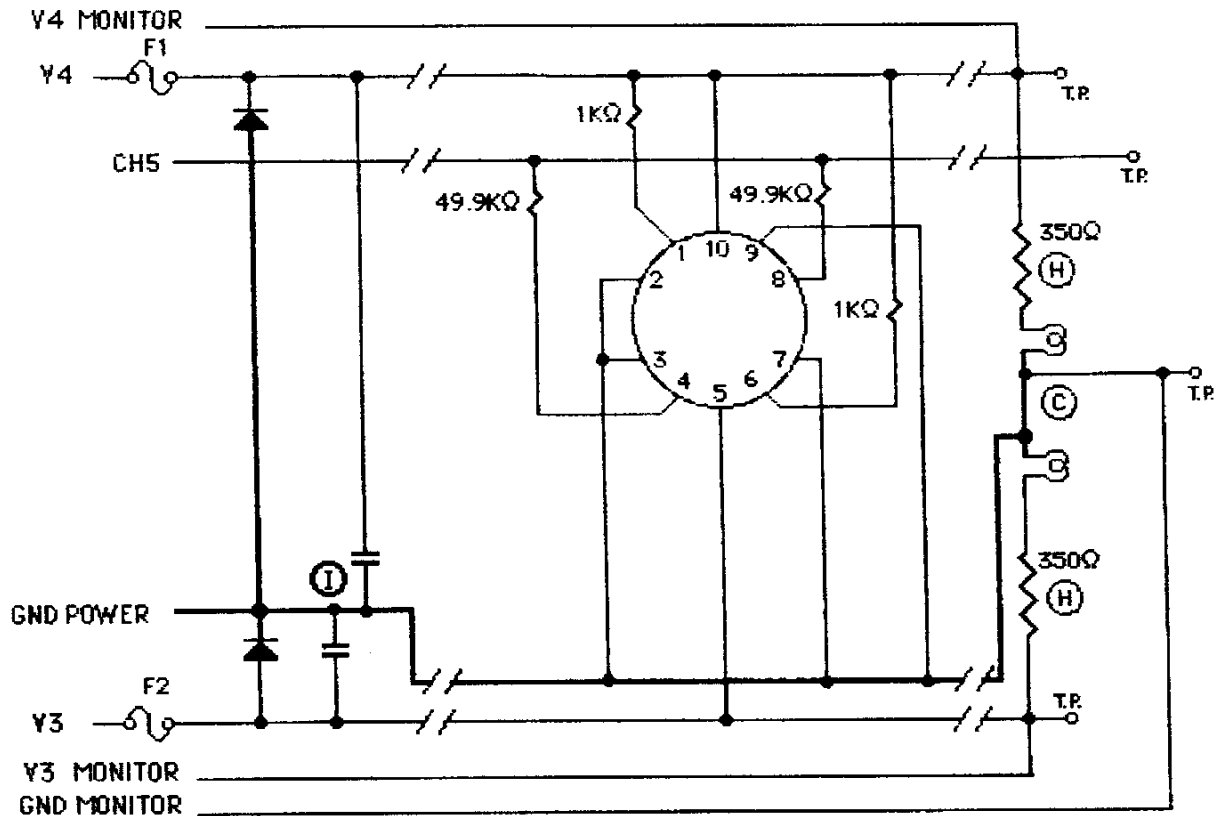 V4 MONITOR
F1
V4
T.P.
1KΩ
CH5
T.P.
49.9KΩ
49.9KΩ
350Ω
H
1
10
9
2
8
1KΩ
3
7
4
5
6
C
T.P.
I
350Ω
H
GND POWER
F2
T.P.
V3
V3 MONITOR
GND MONITOR